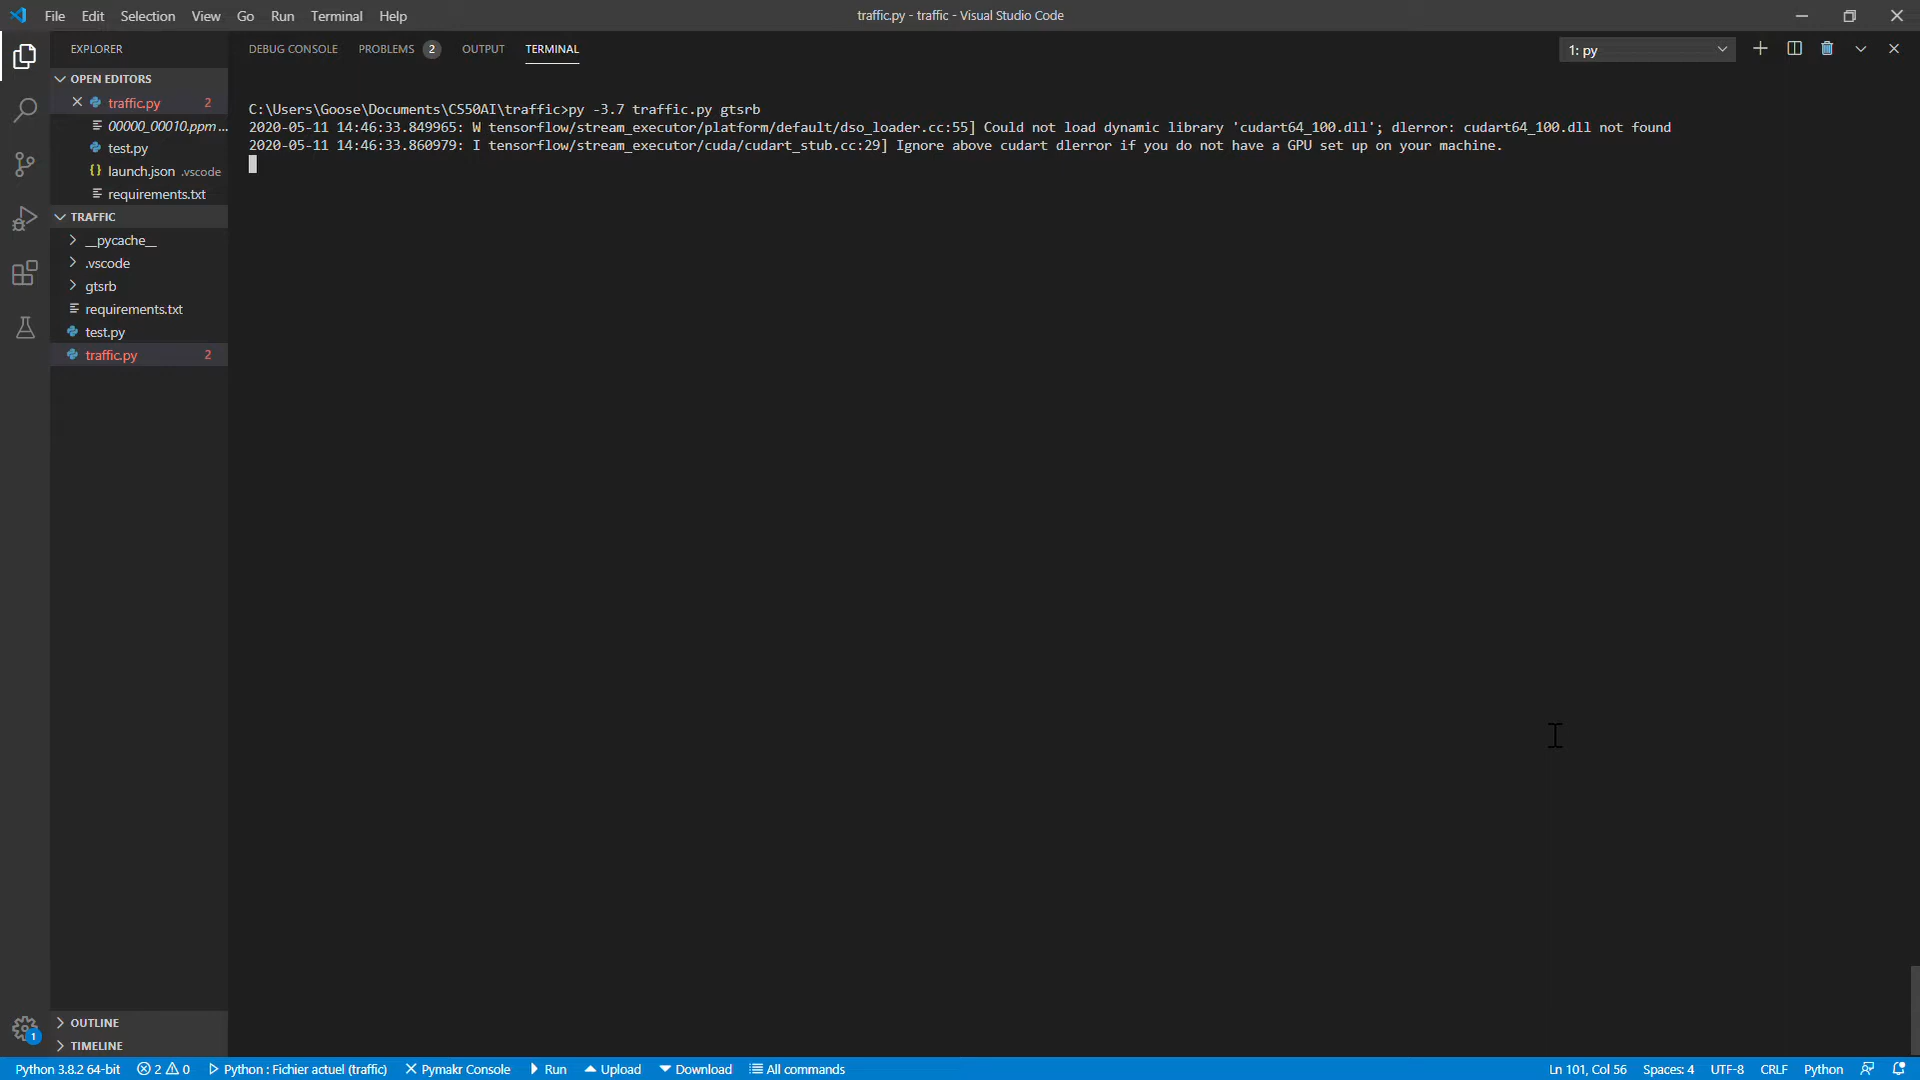 File Edit Selection View Go Run Terminal Help
traffic.py - traffic - Visual Studio Code
EXPLORER
OPEN EDITORS
traffic.py 2
00000_00010.ppm ...
test.py
launch.json .vscode
requirements.txt
TRAFFIC
__pycache__
.vscode
gtsrb
requirements.txt
test.py
traffic.py 2
OUTLINE
TIMELINE
DEBUG CONSOLE PROBLEMS 2 OUTPUT TERMINAL
1: py
C:\Users\Goose\Documents\CS50AI\traffic>py -3.7 traffic.py gtsrb
2020-05-11 14:46:33.849965: W tensorflow/stream_executor/platform/default/dso_loader.cc:55] Could not load dynamic library 'cudart64_100.dll'; dlerror: cudart64_100.dll not found
2020-05-11 14:46:33.860979: I tensorflow/stream_executor/cuda/cudart_stub.cc:29] Ignore above cudart dlerror if you do not have a GPU set up on your machine.
1
Python 3.8.2 64-bit 2 0 Python : Fichier actuel (traffic) Pymakr Console Run Upload Download All commands Ln 101, Col 56 Spaces: 4 UTF-8 CRLF Python